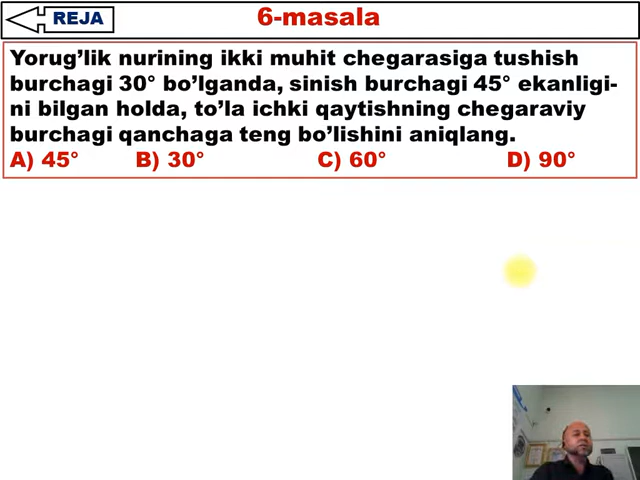 REJA
6-masala
Yorug’lik nurining ikki muhit chegarasiga tushish
burchagi 30° bo’lganda, sinish burchagi 45° ekanligi-
ni bilgan holda, to’la ichki qaytishning chegaraviy
burchagi qanchaga teng bo’lishini aniqlang.
A) 45° B) 30° C) 60° D) 90°